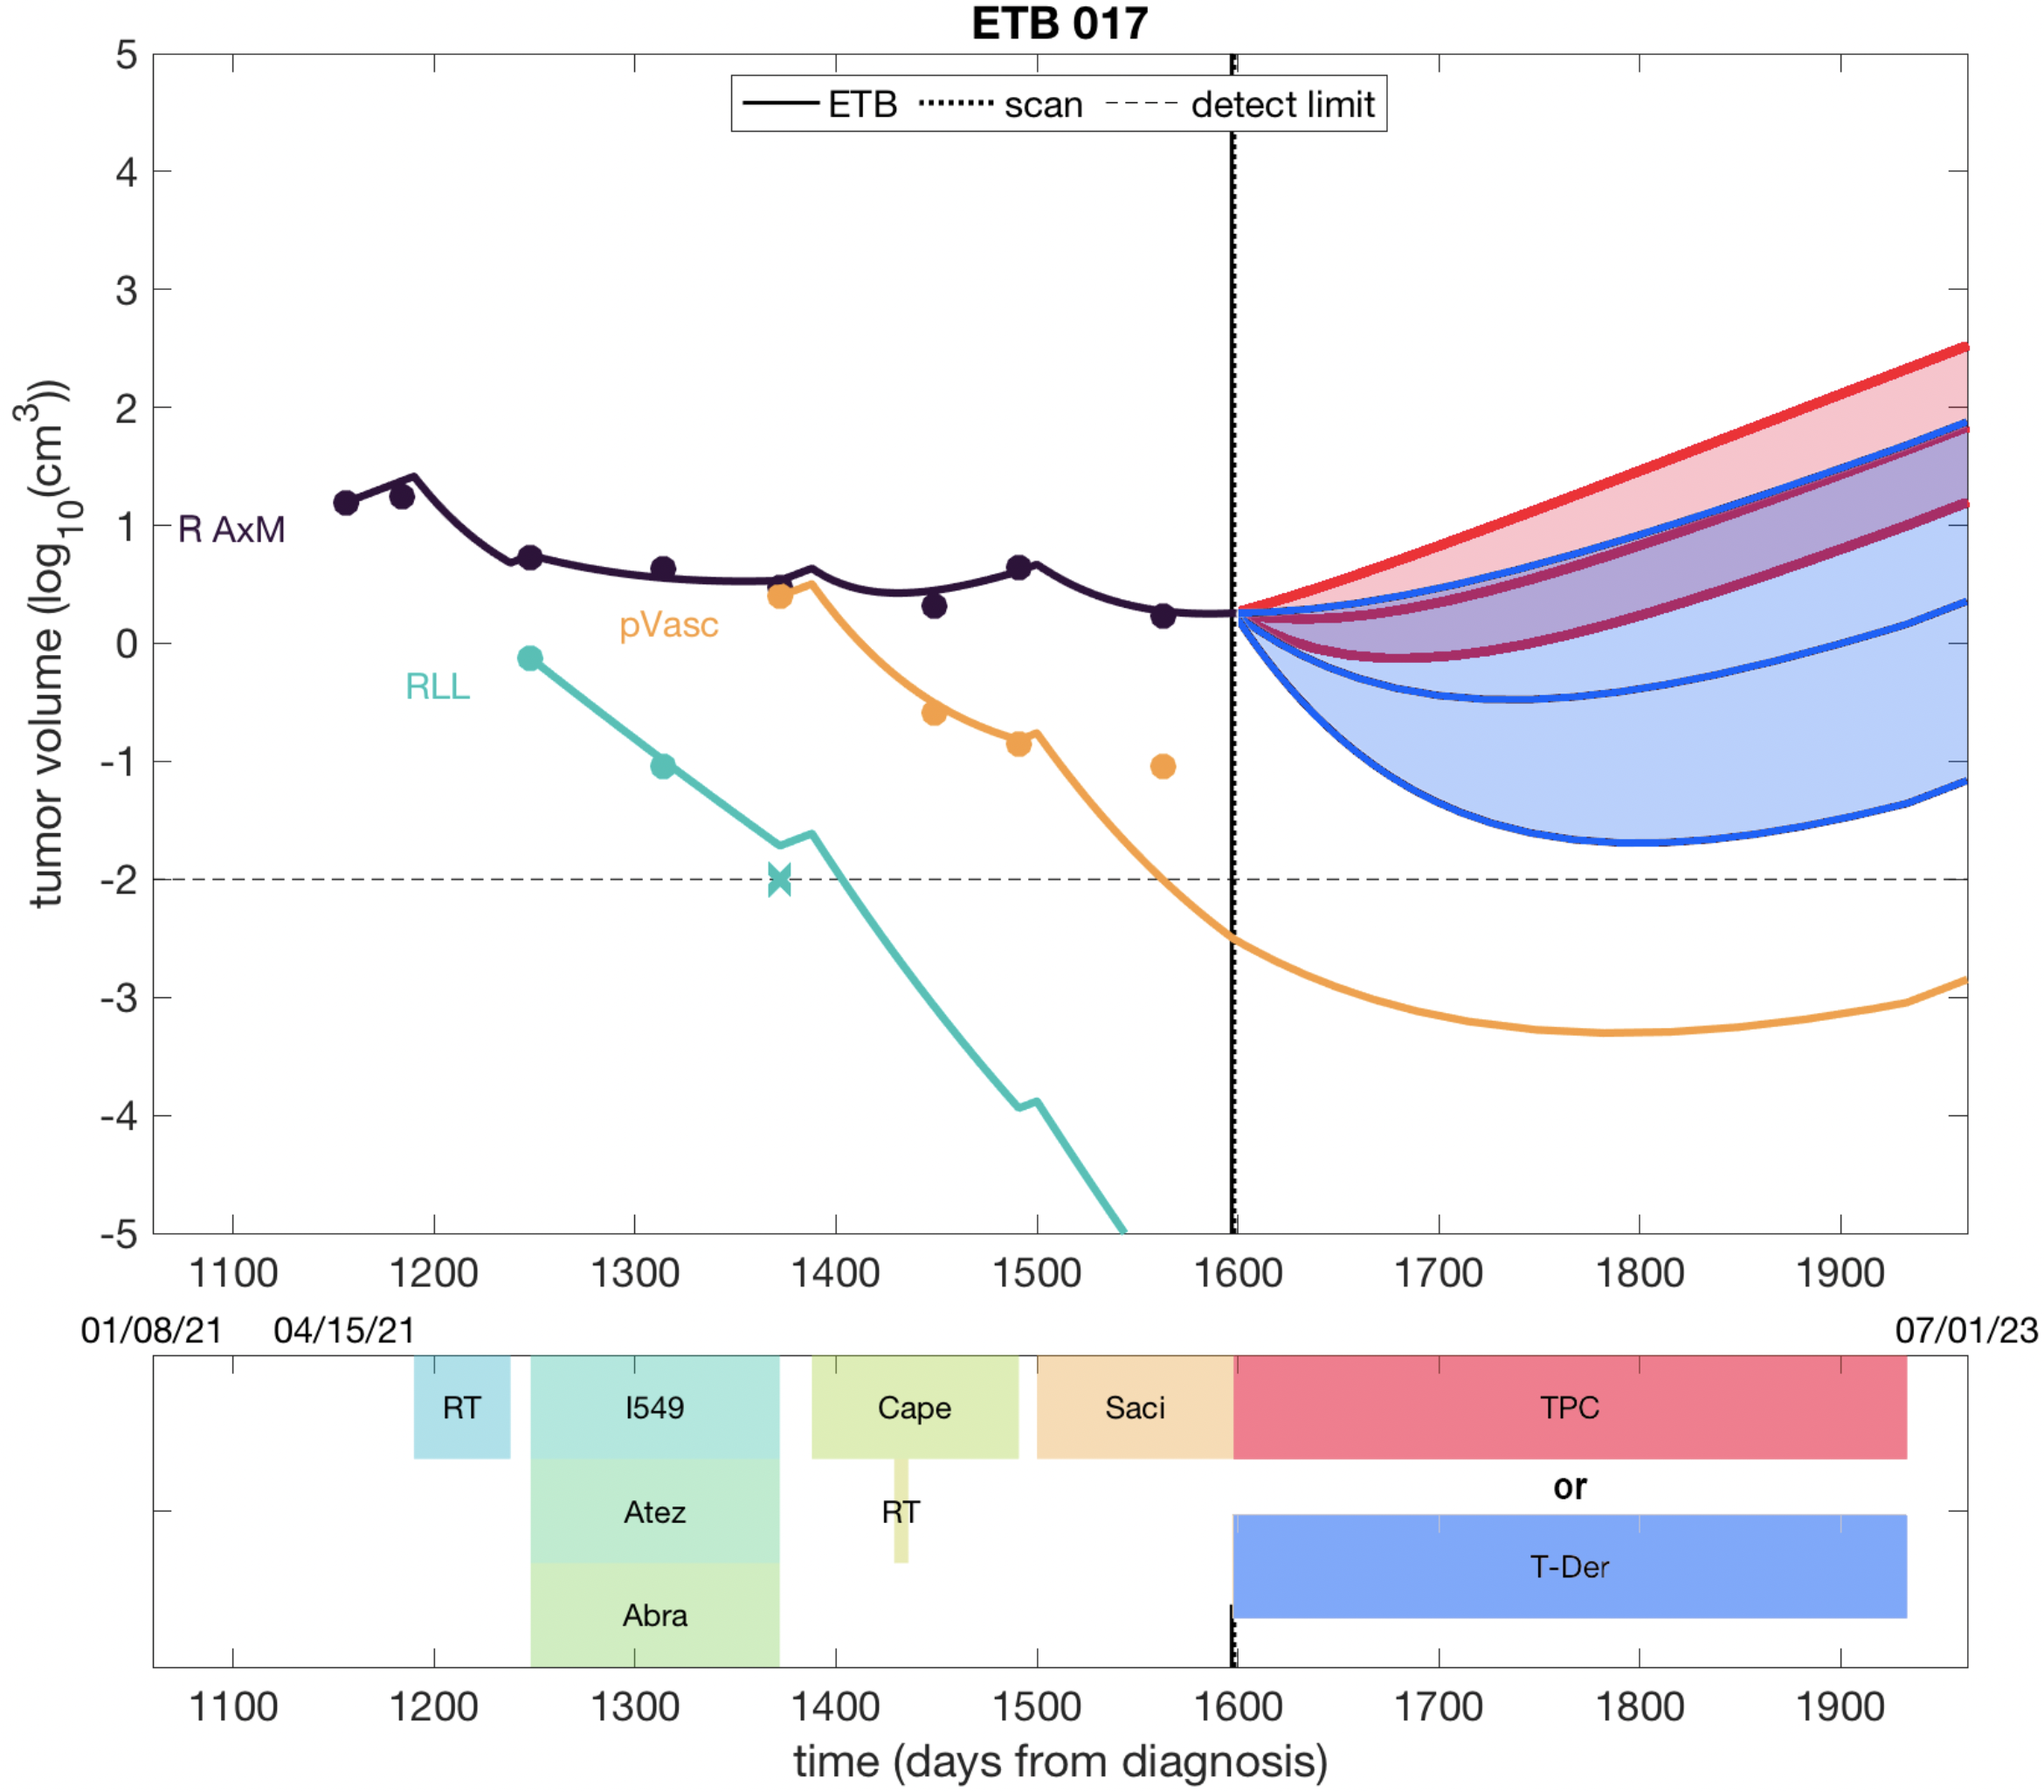 ETB 017
ETB scan detect limit
5
4
3
2
1
0
-1
-2
-3
-4
-5
tumor volume (log10(cm3))
R AxM
pVasc
RLL
1100 1200 1300 1400 1500 1600 1700 1800 1900
01/08/21 04/15/21 07/01/23
RT I549 Cape Saci TPC
or
Atez RT
T-Der
Abra
1100 1200 1300 1400 1500 1600 1700 1800 1900
time (days from diagnosis)